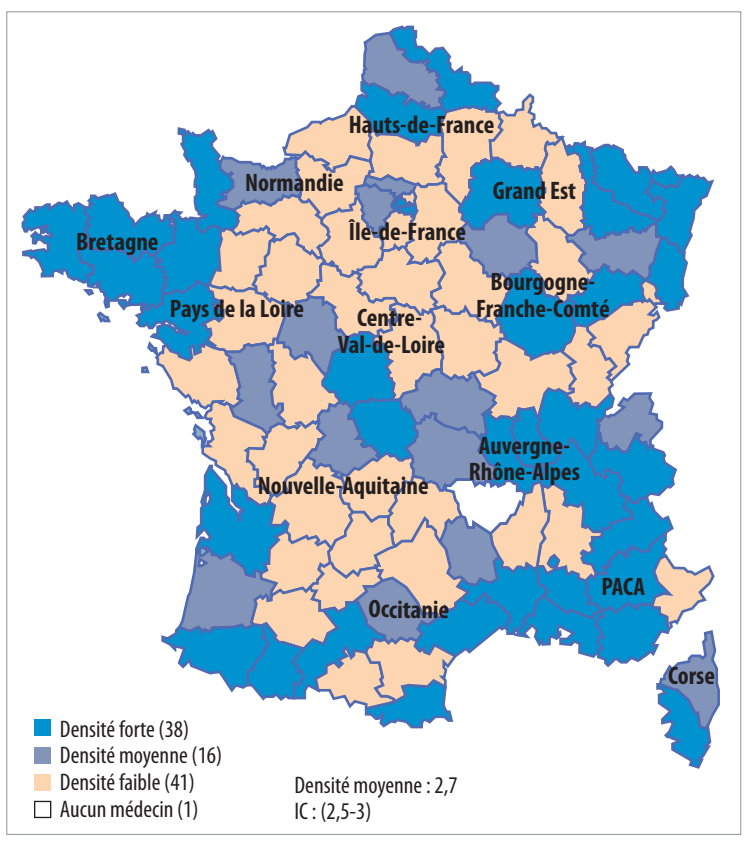 Hauts-de-France
Normandie
Grand Est
Île-de-France
Bretagne
Bourgogne-
Franche-Comté
Pays de la Loire
Centre-
Val-de-Loire
Auvergne-
Rhône-Alpes
Nouvelle-Aquitaine
PACA
Occitanie
Corse
Densité forte (38)
Densité moyenne (16)
Densité faible (41)
Aucun médecin (1)
Densité moyenne : 2,7
IC : (2,5-3)